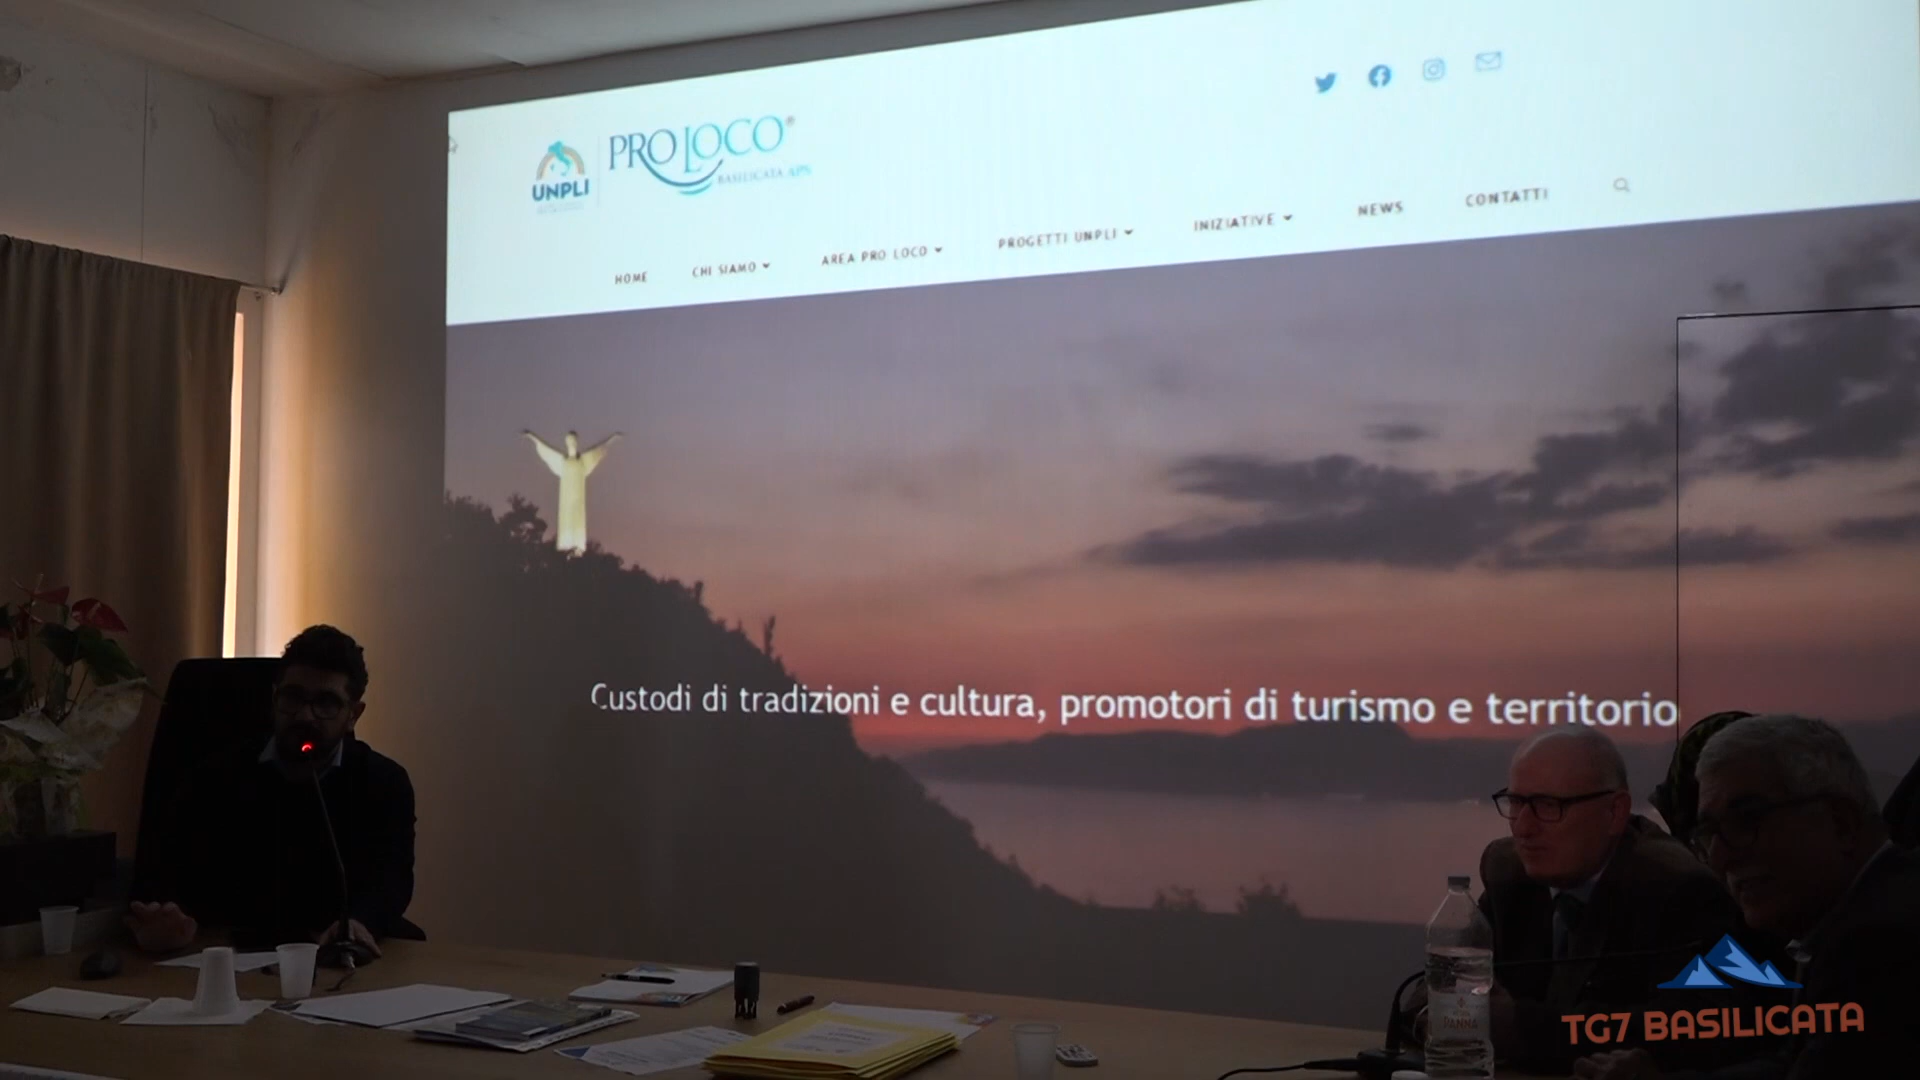 UNPLI
PRO LOCO®
BASILICATA APS
HOME
CHI SIAMO
AREA PRO LOCO
PROGETTI UNPLI
INIZIATIVE
NEWS
CONTATTI
Custodi di tradizioni e cultura, promotori di turismo e territorio
PANNA
TG7 BASILICATA